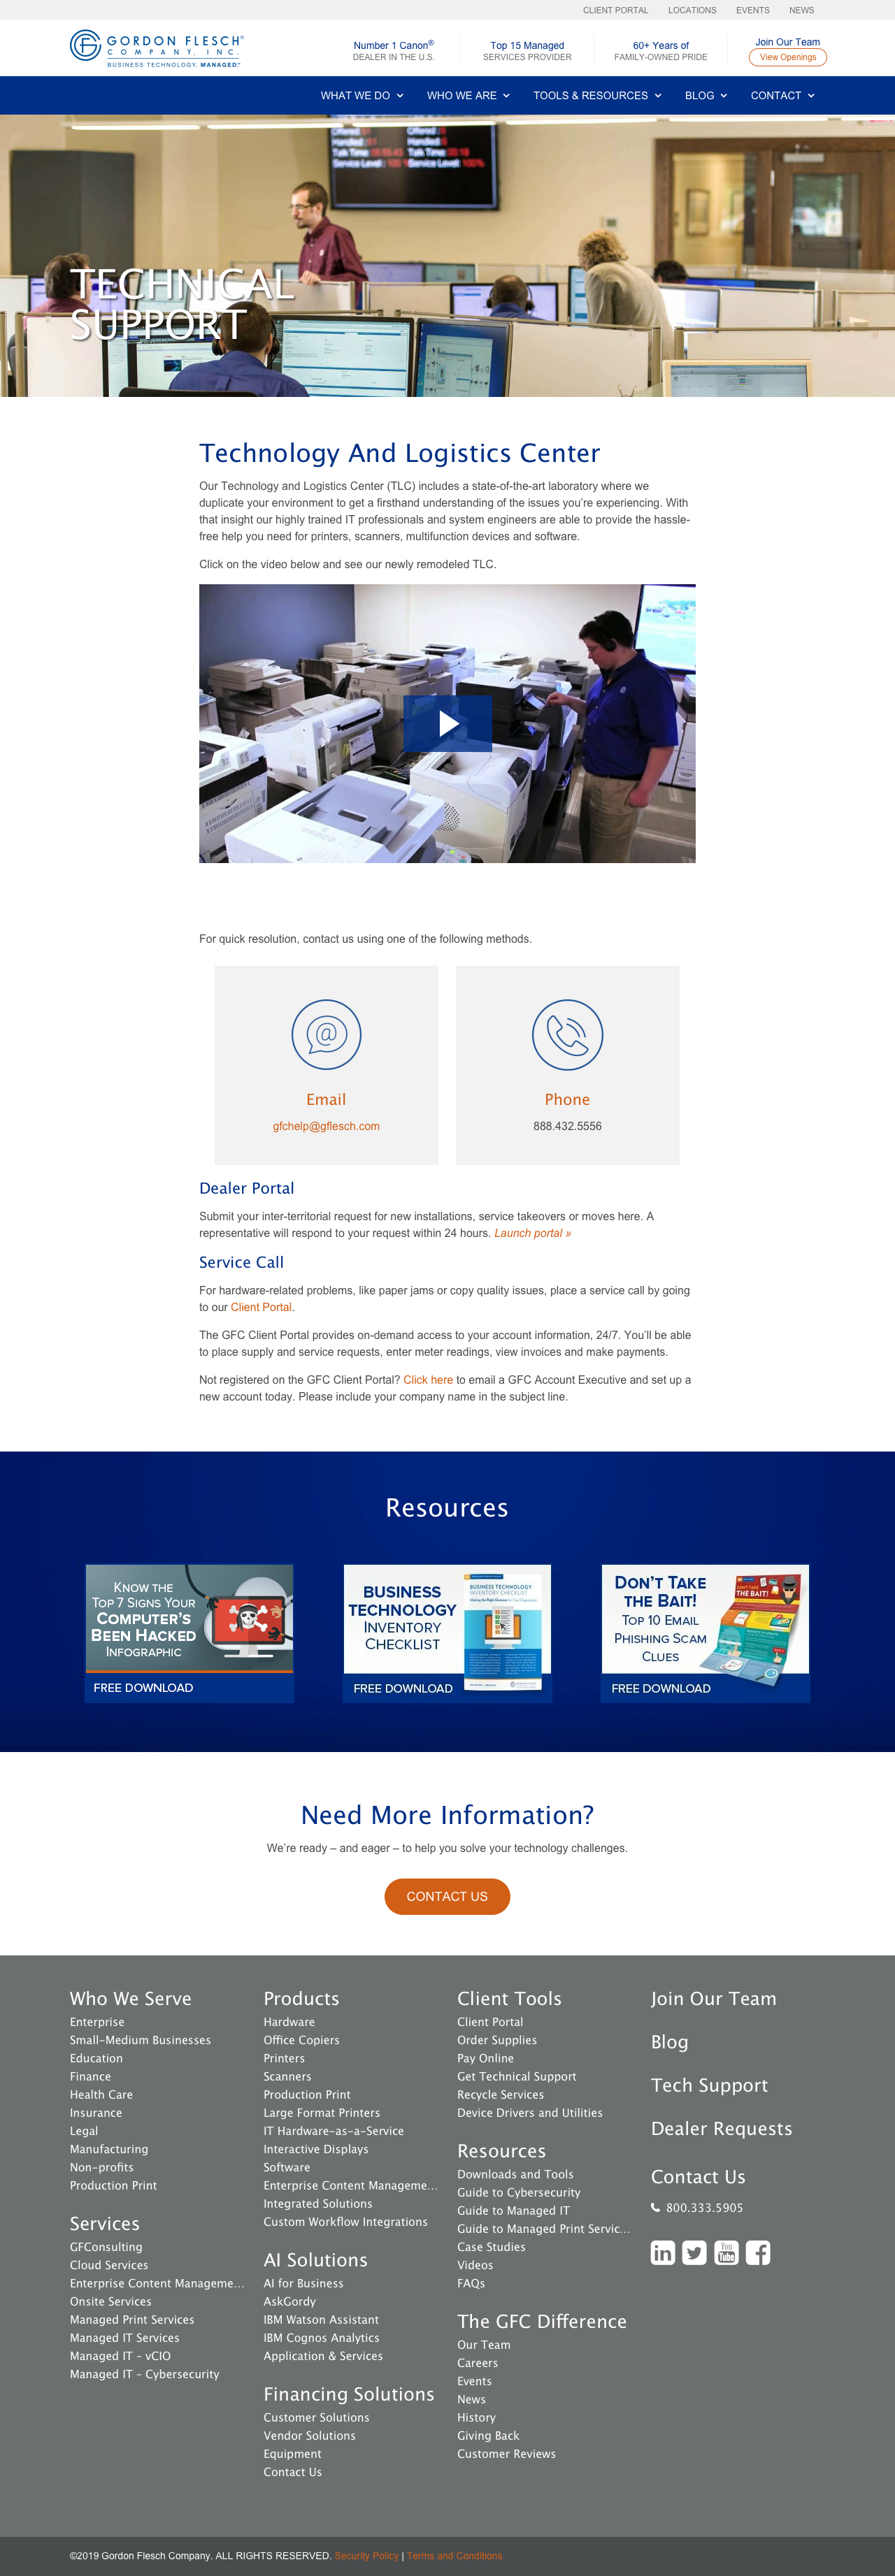 CLIENT PORTAL LOCATIONS EVENTS NEWS
GORDON FLESCH®
COMPANY, INC.
BUSINESS TECHNOLOGY. MANAGED.™
Number 1 Canon®
DEALER IN THE U.S.
Top 15 Managed
SERVICES PROVIDER
60+ Years of
FAMILY-OWNED PRIDE
Join Our Team
View Openings
WHAT WE DO WHO WE ARE TOOLS & RESOURCES BLOG CONTACT
TECHNICAL
SUPPORT
Technology And Logistics Center
Our Technology and Logistics Center (TLC) includes a state-of-the-art laboratory where we
duplicate your environment to get a firsthand understanding of the issues you’re experiencing. With
that insight our highly trained IT professionals and system engineers are able to provide the hassle-
free help you need for printers, scanners, multifunction devices and software.
Click on the video below and see our newly remodeled TLC.
For quick resolution, contact us using one of the following methods.
Email
gfchelp@gflesch.com
Phone
888.432.5556
Dealer Portal
Submit your inter-territorial request for new installations, service takeovers or moves here. A
representative will respond to your request within 24 hours. Launch portal »
Service Call
For hardware-related problems, like paper jams or copy quality issues, place a service call by going
to our Client Portal.
The GFC Client Portal provides on-demand access to your account information, 24/7. You’ll be able
to place supply and service requests, enter meter readings, view invoices and make payments.
Not registered on the GFC Client Portal? Click here to email a GFC Account Executive and set up a
new account today. Please include your company name in the subject line.
Resources
KNOW THE
TOP 7 SIGNS YOUR
COMPUTER’S
BEEN HACKED
INFOGRAPHIC
FREE DOWNLOAD
BUSINESS
TECHNOLOGY
INVENTORY
CHECKLIST
BUSINESS TECHNOLOGY
INVENTORY CHECKLIST
FREE DOWNLOAD
DON’T TAKE
THE BAIT!
TOP 10 EMAIL
PHISHING SCAM
CLUES
DON'T TAKE
THE BAIT!
FREE DOWNLOAD
Need More Information?
We’re ready – and eager – to help you solve your technology challenges.
CONTACT US
Who We Serve
Enterprise
Small-Medium Businesses
Education
Finance
Health Care
Insurance
Legal
Manufacturing
Non-profits
Production Print
Services
GFConsulting
Cloud Services
Enterprise Content Manageme...
Onsite Services
Managed Print Services
Managed IT Services
Managed IT - vCIO
Managed IT - Cybersecurity
Products
Hardware
Office Copiers
Printers
Scanners
Production Print
Large Format Printers
IT Hardware-as-a-Service
Interactive Displays
Software
Enterprise Content Manageme...
Integrated Solutions
Custom Workflow Integrations
AI Solutions
AI for Business
AskGordy
IBM Watson Assistant
IBM Cognos Analytics
Application & Services
Financing Solutions
Customer Solutions
Vendor Solutions
Equipment
Contact Us
Client Tools
Client Portal
Order Supplies
Pay Online
Get Technical Support
Recycle Services
Device Drivers and Utilities
Resources
Downloads and Tools
Guide to Cybersecurity
Guide to Managed IT
Guide to Managed Print Servic...
Case Studies
Videos
FAQs
The GFC Difference
Our Team
Careers
Events
News
History
Giving Back
Customer Reviews
Join Our Team
Blog
Tech Support
Dealer Requests
Contact Us
800.333.5905
in
You
Tube
f
©2019 Gordon Flesch Company. ALL RIGHTS RESERVED. Security Policy | Terms and Conditions